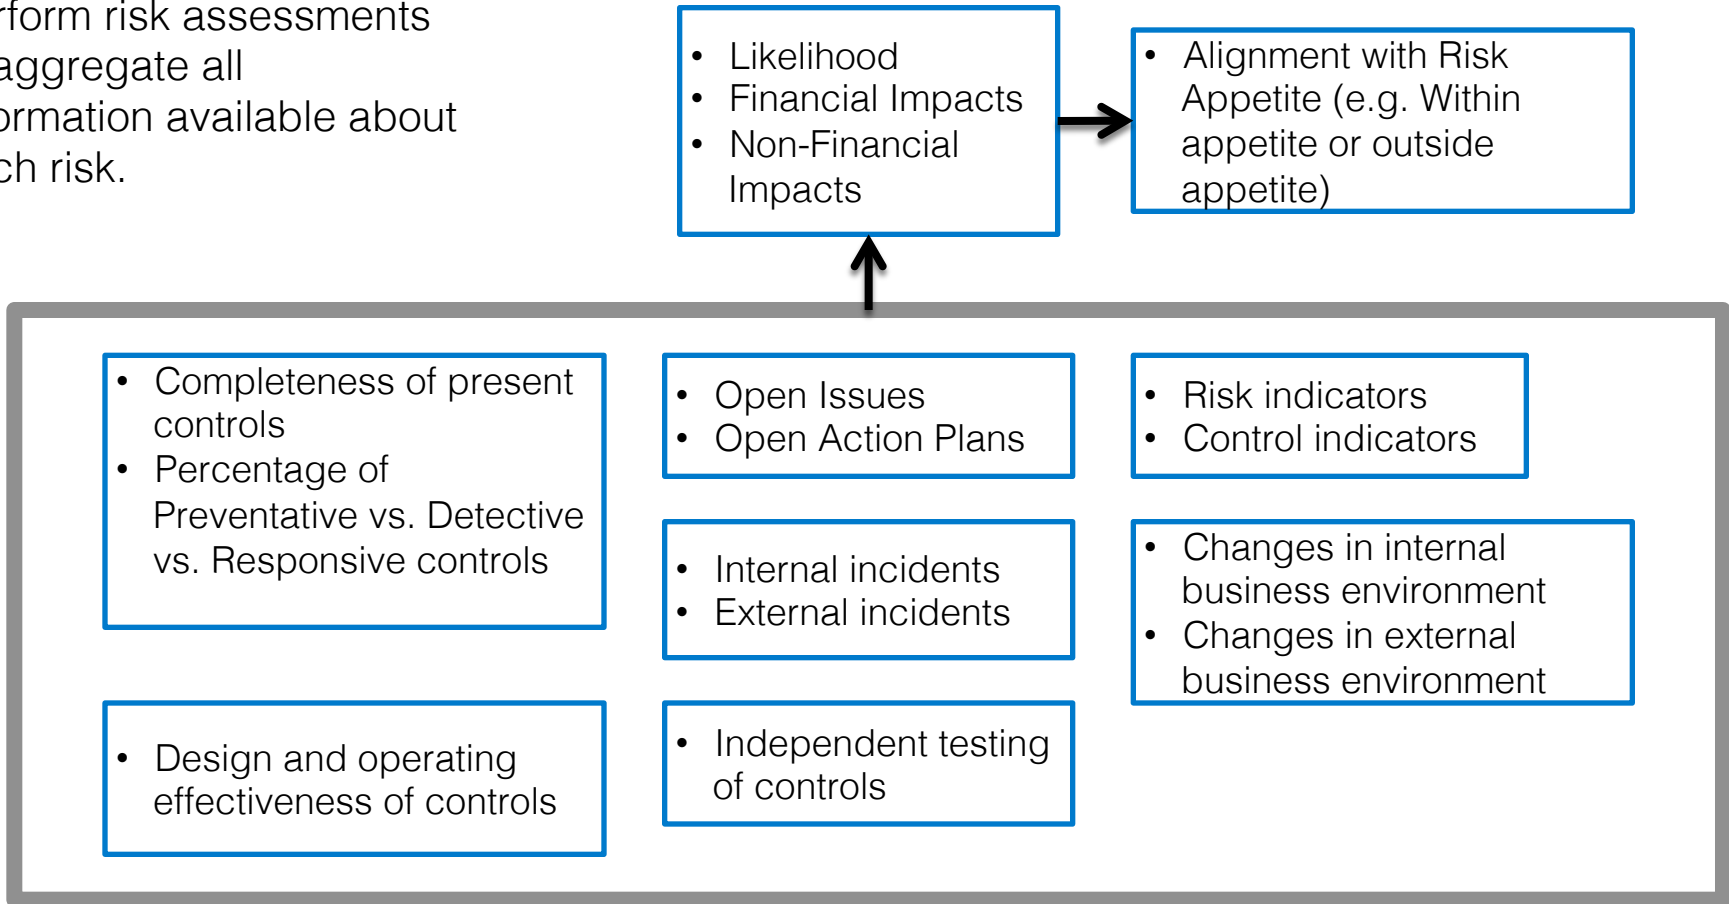 rform risk assessments
aggregate all
ormation available about
ch risk.
• Likelihood
• Financial Impacts
• Non-Financial
Impacts
• Alignment with Risk
Appetite (e.g. Within
appetite or outside
appetite)
• Completeness of present
controls
• Percentage of
Preventative vs. Detective
vs. Responsive controls
• Open Issues
• Open Action Plans
• Risk indicators
• Control indicators
• Internal incidents
• External incidents
• Changes in internal
business environment
• Changes in external
business environment
• Design and operating
effectiveness of controls
• Independent testing
of controls